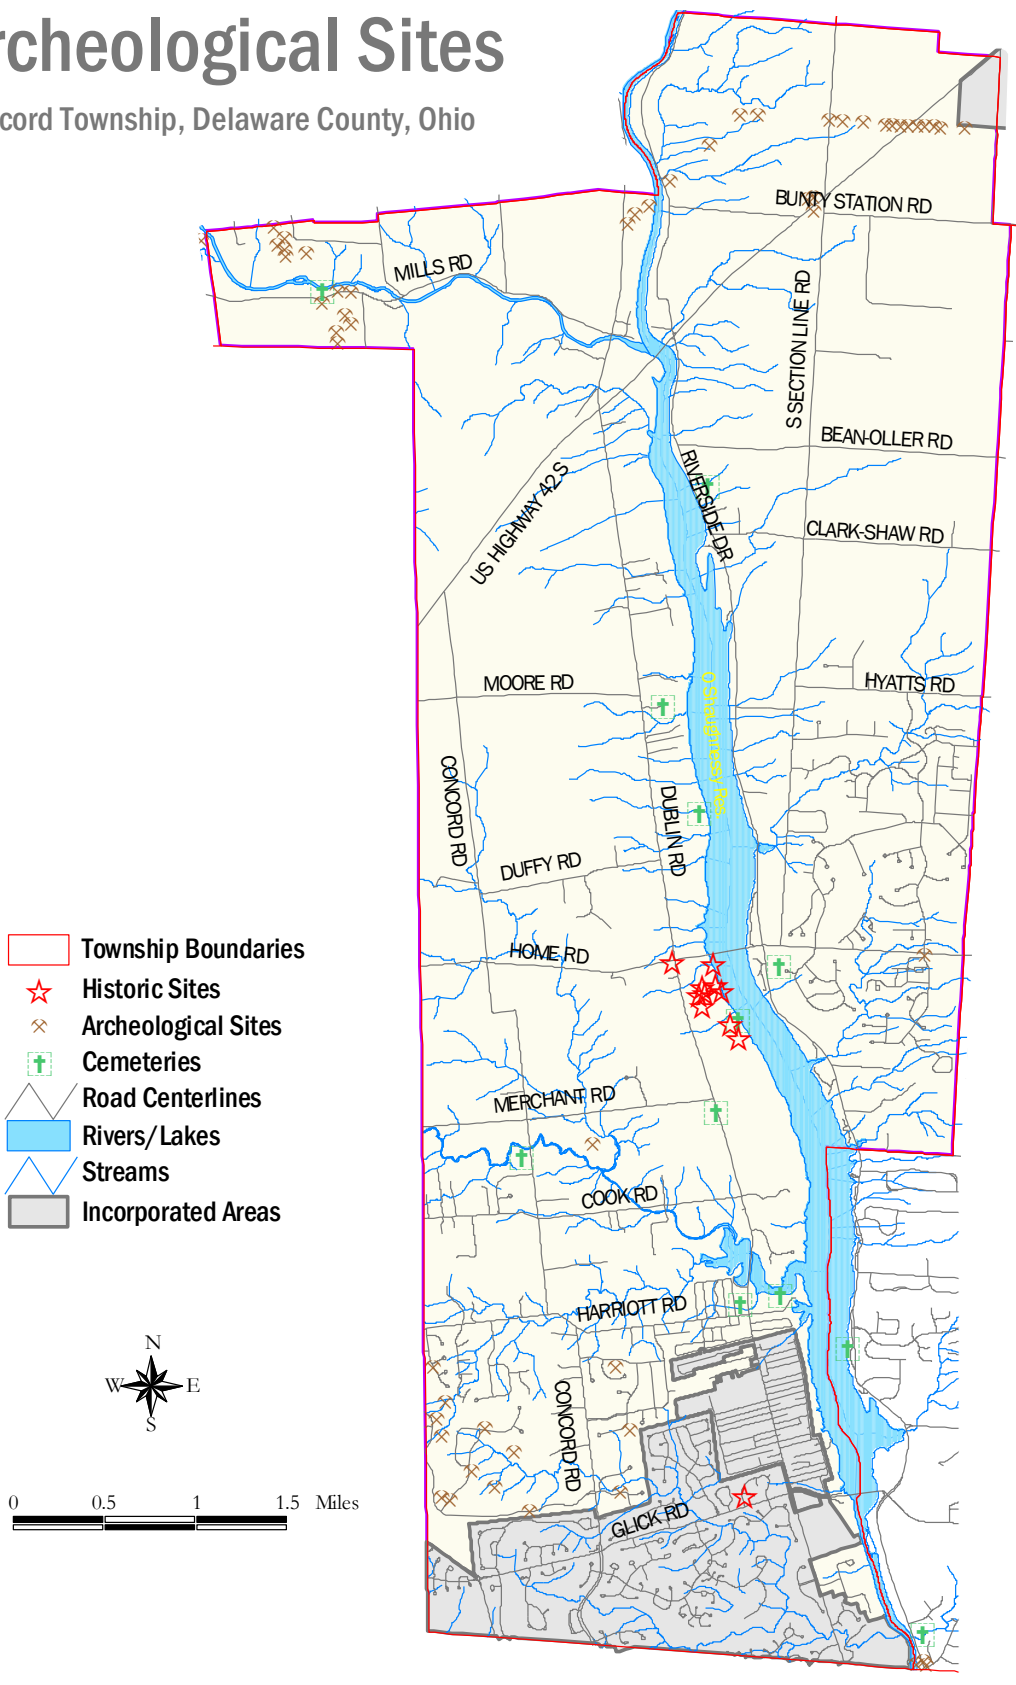 rcheological Sites
cord Township, Delaware County, Ohio
BUNTY STATION RD
MILLS RD
S SECTION LINE RD
BEAN-OLLER RD
RIVERSIDE DR
US HIGHWAY 42 S
CLARK-SHAW RD
MOORE RD
HYATTS RD
O Shaughnessy Res.
CONCORD RD
DUBLIN RD
DUFFY RD
HOME RD
Township Boundaries
Historic Sites
Archeological Sites
Cemeteries
Road Centerlines
Rivers/Lakes
Streams
Incorporated Areas
MERCHANT RD
COOK RD
HARRIOTT RD
N
W E
S
CONCORD RD
0 0.5 1 1.5 Miles
GLICK RD